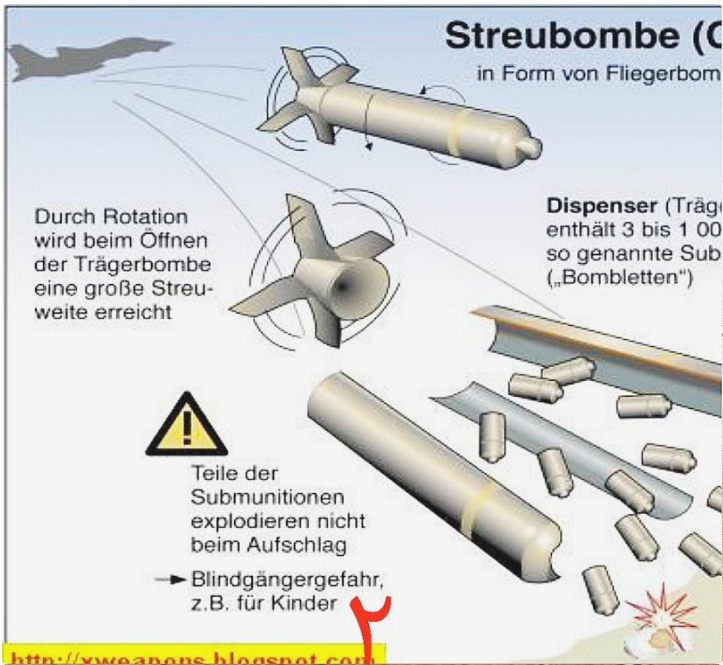 Streubombe (C
in Form von Fliegerbom
Durch Rotation
wird beim Öffnen
der Trägerbombe
eine große Streu-
weite erreicht
Dispenser (Träge
enthält 3 bis 1 00
so genannte Sub
(„Bombletten“)
!
Teile der
Submunitionen
explodieren nicht
beim Aufschlag
Blindgängergefahr,
z.B. für Kinder
٢
http://xweapons.blogspot.com